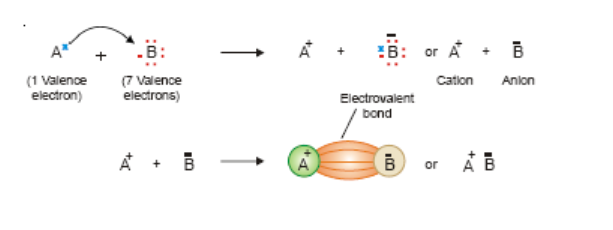 A× + .B: → A⁺ + ×B̄: or A⁺ + B̄
(1 Valence electron) (7 Valence electrons) Cation Anion
Electrovalent bond
A⁺ + B̄ → A⁺ B̄ or A⁺ B̄